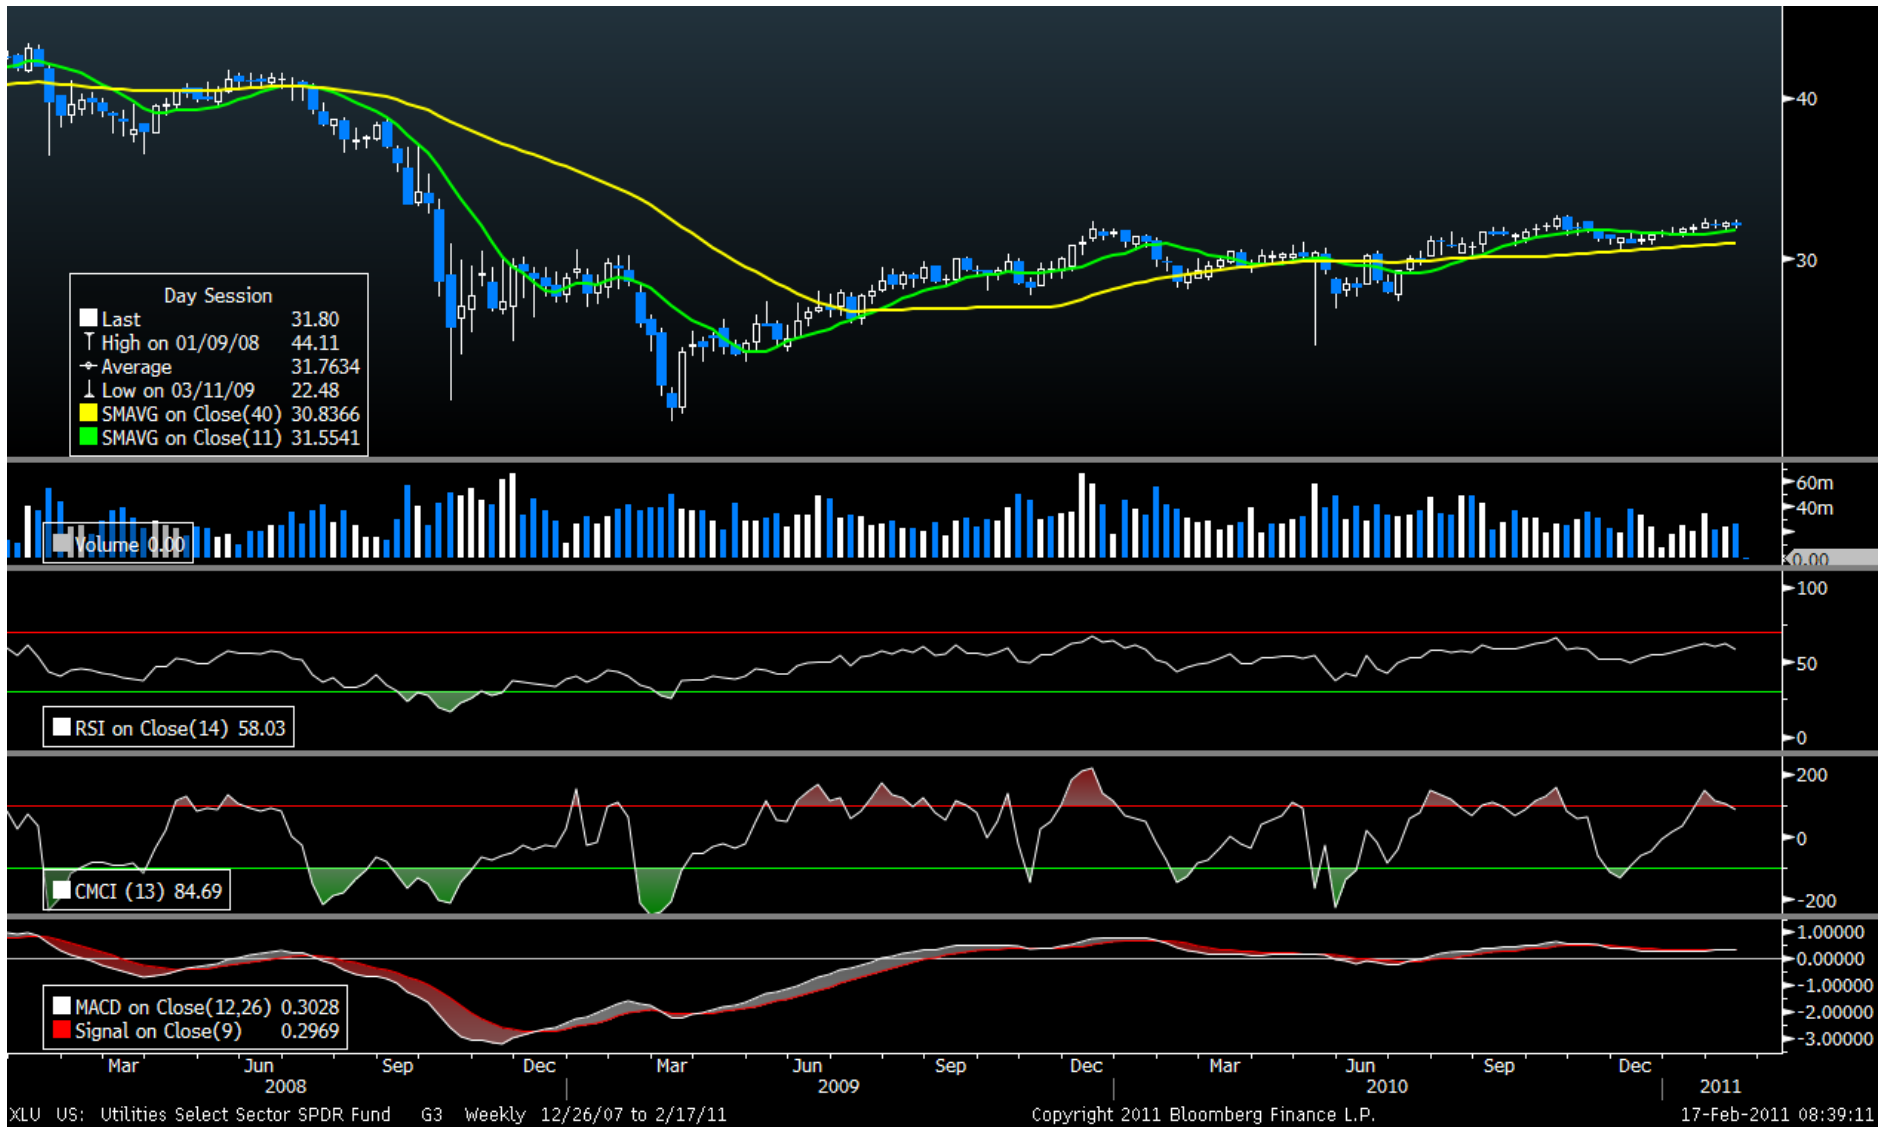 40
30
Day Session
Last 31.80
High on 01/09/08 44.11
Average 31.7634
Low on 03/11/09 22.48
SMAVG on Close(40) 30.8366
SMAVG on Close(11) 31.5541
60m
40m
Volume 0.00
0.00
100
50
0
RSI on Close(14) 58.03
200
0
-200
CMCI (13) 84.69
1.00000
0.00000
-1.00000
-2.00000
-3.00000
MACD on Close(12,26) 0.3028
Signal on Close(9) 0.2969
Mar Jun Sep Dec Mar Jun Sep Dec Mar Jun Sep Dec
2008 2009 2010 2011
XLU US: Utilities Select Sector SPDR Fund G3 Weekly 12/26/07 to 2/17/11 Copyright 2011 Bloomberg Finance L.P. 17-Feb-2011 08:39:11